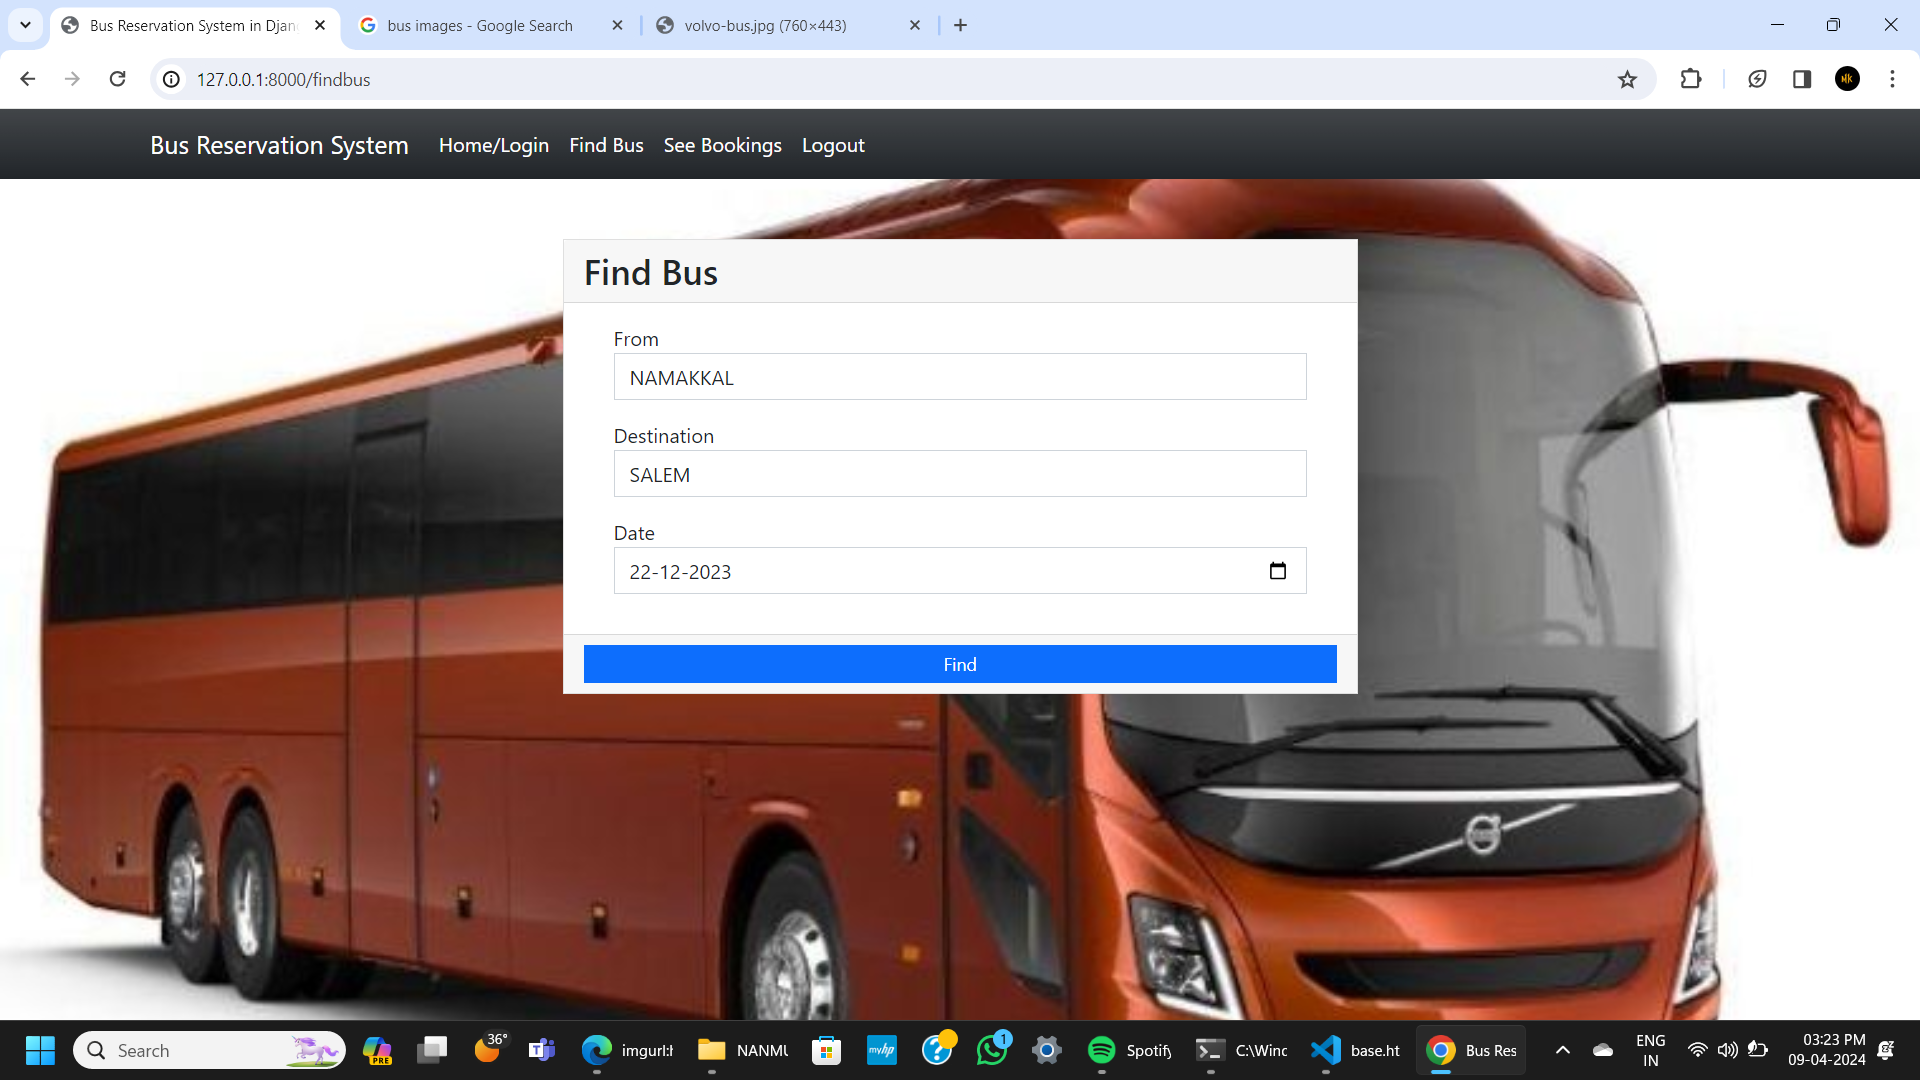 Bus Reservation System in Djan
bus images - Google Search
volvo-bus.jpg (760×443)
127.0.0.1:8000/findbus
Bus Reservation System
Home/Login
Find Bus
See Bookings
Logout
Find Bus
From
NAMAKKAL
Destination
SALEM
Date
22-12-2023
Find
Search
PRE
36°
myhp
imgurl:h
NANMU
1
Spotify
C:\Winc
base.ht
Bus Res
ENG
IN
03:23 PM
09-04-2024